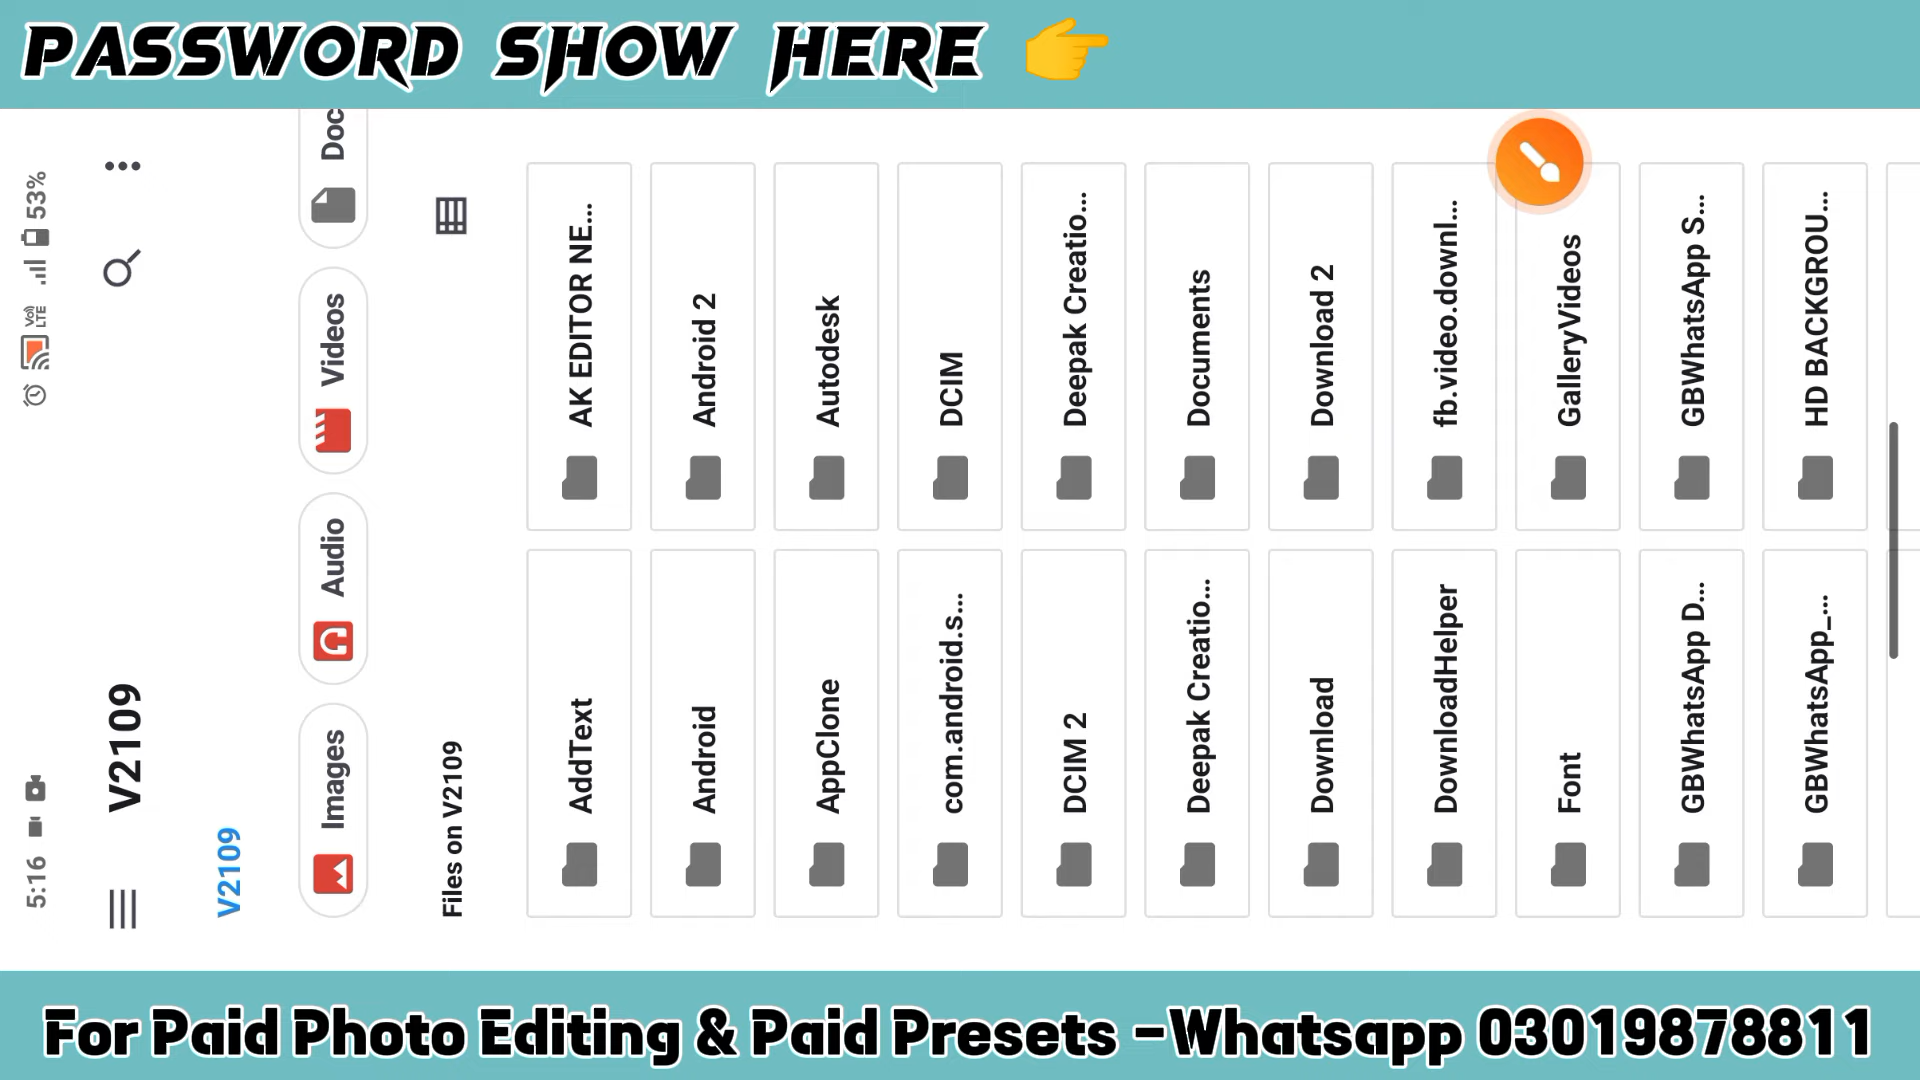 PASSWORD SHOW HERE 👉
5:16
Vo)) LTE
53%
V2109
V2109
Images
Audio
Videos
Doc
Files on V2109
AddText
AK EDITOR NE...
Android
Android 2
AppClone
Autodesk
com.android.s...
DCIM
DCIM 2
Deepak Creatio...
Deepak Creatio...
Documents
Download
Download 2
DownloadHelper
fb.video.downl...
Font
GalleryVideos
GBWhatsApp D...
GBWhatsApp S...
GBWhatsApp_...
HD BACKGROU...
For Paid Photo Editing & Paid Presets -Whatsapp 03019878811